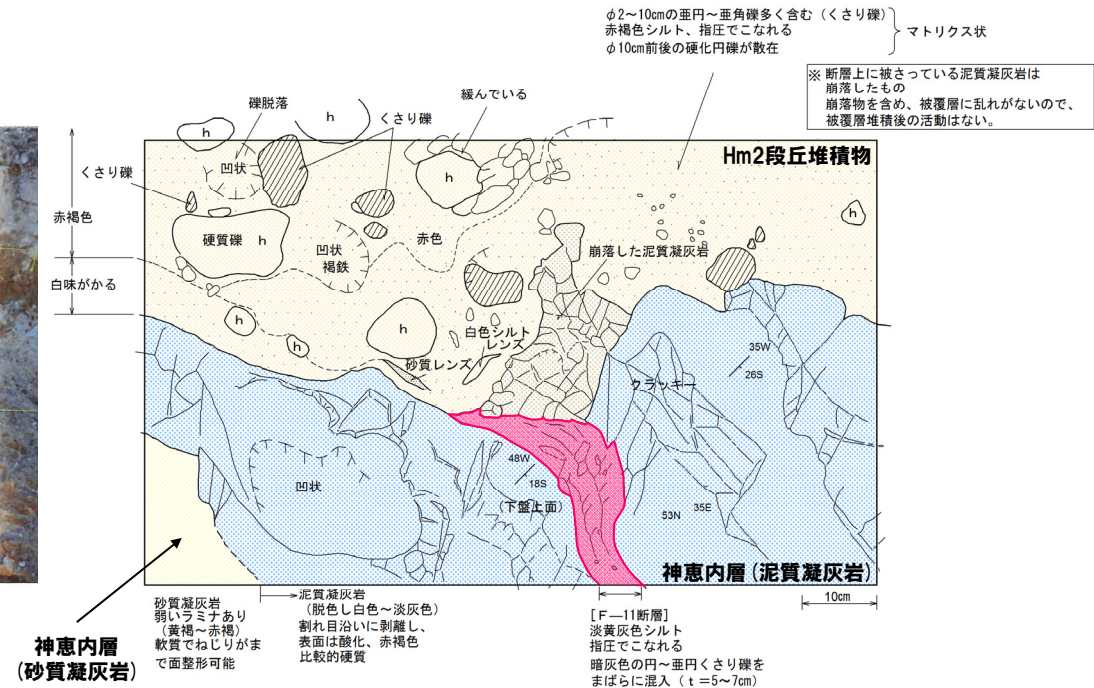 φ2～10cmの亜円～亜角礫多く含む（くさり礫）
赤褐色シルト、指圧でこなれる
φ10cm前後の硬化円礫が散在
マトリクス状
※ 断層上に被さっている泥質凝灰岩は
崩落したもの
崩落物を含め、被覆層に乱れがないので、
被覆層堆積後の活動はない。
緩んでいる
礫脱落
くさり礫
h
h
Hm2段丘堆積物
凹状
h
くさり礫
赤褐色
h
硬質礫 h
赤色
凹状
褐鉄
崩落した泥質凝灰岩
白味がかる
h
h
白色シルト
レンズ
h
砂質レンズ
35W
26S
クラッキー
48W
18S
(下盤上面)
凹状
53N
35E
神恵内層(泥質凝灰岩)
10cm
砂質凝灰岩
弱いラミナあり
（黄褐～赤褐）
軟質でねじりがま
で面整形可能
泥質凝灰岩
（脱色し白色～淡灰色）
割れ目沿いに剥離し、
表面は酸化、赤褐色
比較的硬質
[Ｆ―11断層]
淡黄灰色シルト
指圧でこなれる
暗灰色の円～亜円くさり礫を
まばらに混入（ｔ＝5～7cm）
神恵内層
(砂質凝灰岩)